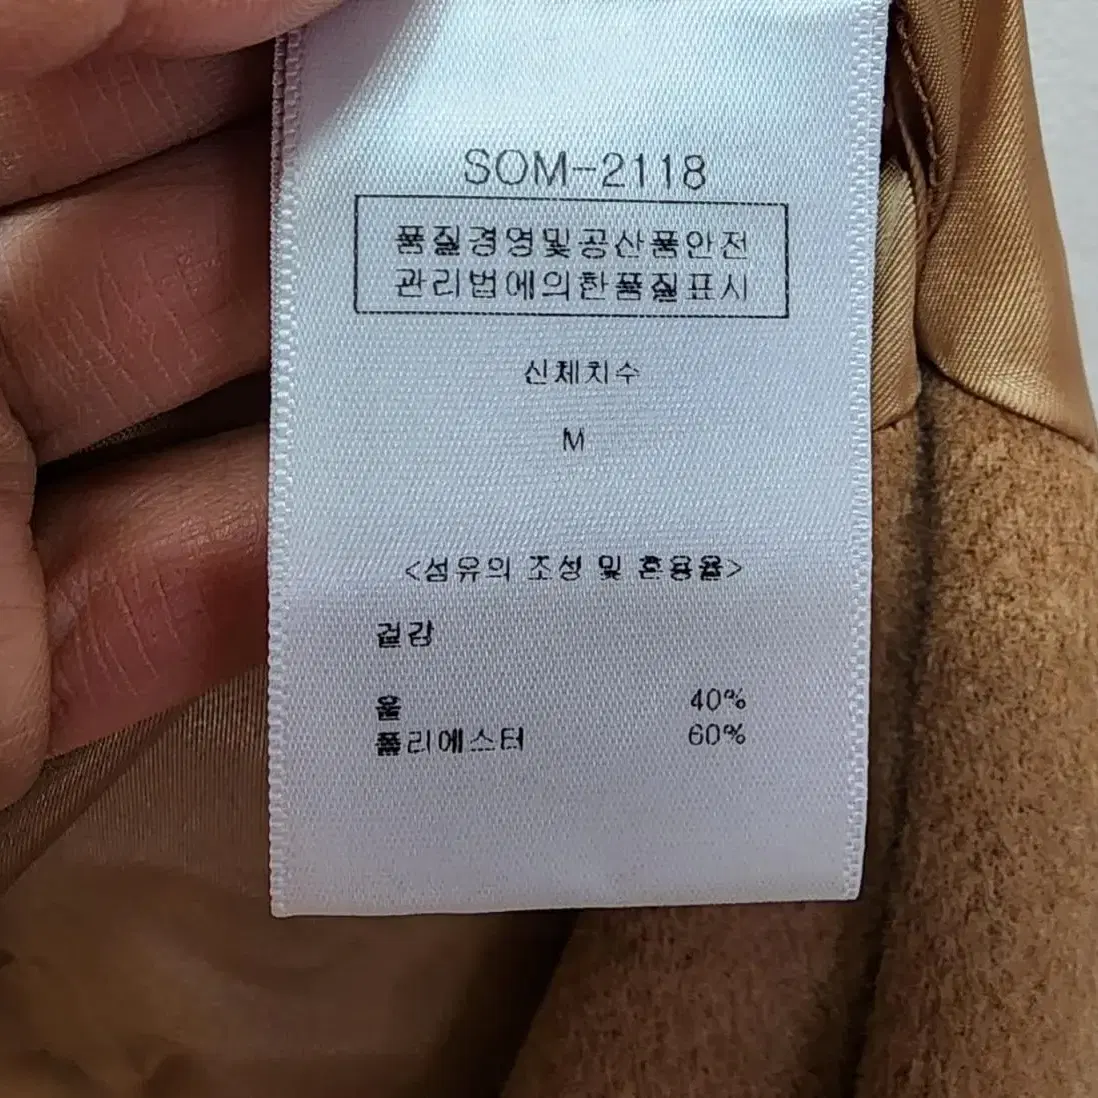 SOM-2118
품질경영및공산품안전
관리법에의한품질표시
신체치수
M
<섬유의 조성 및 혼용율>
겉감
울 40%
폴리에스터 60%